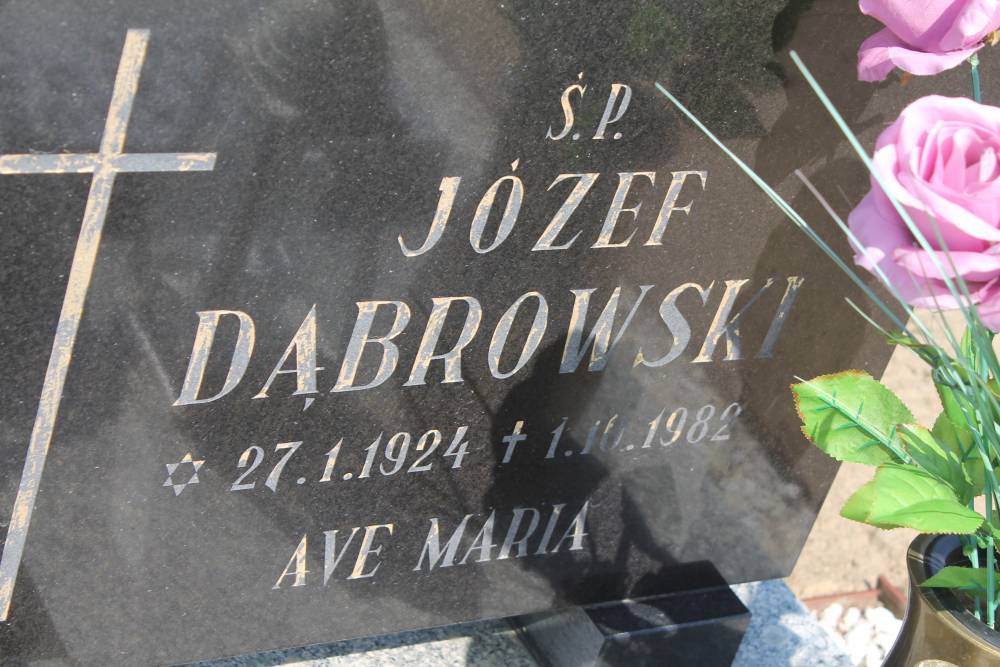 Ś.P.
JÓZEF
DĄBROWSKI
✡ 27.1.1924 ✝ 1.10.1982
AVE MARIA